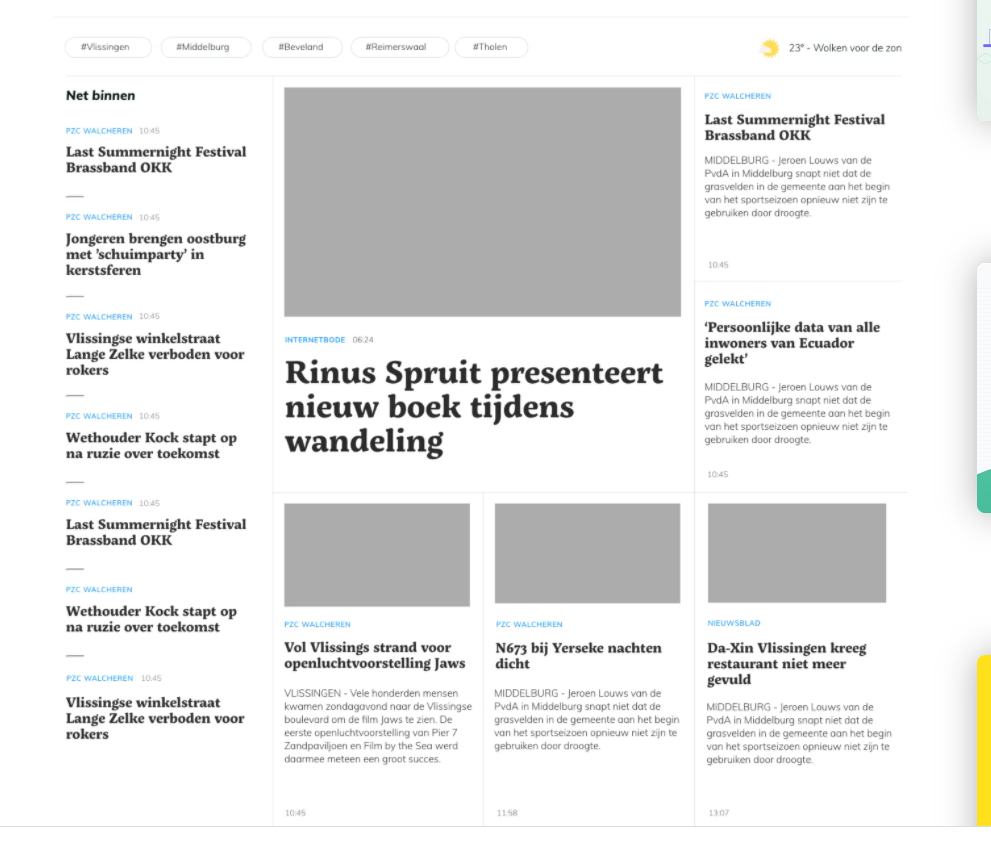 #Vlissingen
#Middelburg
#Beveland
#Reimerswaal
#Tholen
23° - Wolken voor de zon
Net binnen
PZC WALCHEREN 10:45
Last Summernight Festival
Brassband OKK
PZC WALCHEREN 10:45
Jongeren brengen oostburg
met 'schuimparty' in
kerstsferen
PZC WALCHEREN 10:45
Vlissingse winkelstraat
Lange Zelke verboden voor
rokers
PZC WALCHEREN 10:45
Wethouder Kock stapt op
na ruzie over toekomst
PZC WALCHEREN 10:45
Last Summernight Festival
Brassband OKK
PZC WALCHEREN
Wethouder Kock stapt op
na ruzie over toekomst
PZC WALCHEREN 10:45
Vlissingse winkelstraat
Lange Zelke verboden voor
rokers
INTERNETBODE 06:24
Rinus Spruit presenteert
nieuw boek tijdens
wandeling
PZC WALCHEREN
Last Summernight Festival
Brassband OKK
MIDDELBURG - Jeroen Louws van de
PvdA in Middelburg snapt niet dat de
grasvelden in de gemeente aan het begin
van het sportseizoen opnieuw niet zijn te
gebruiken door droogte.
10:45
PZC WALCHEREN
'Persoonlijke data van alle
inwoners van Ecuador
gelekt'
MIDDELBURG - Jeroen Louws van de
PvdA in Middelburg snapt niet dat de
grasvelden in de gemeente aan het begin
van het sportseizoen opnieuw niet zijn te
gebruiken door droogte.
10:45
PZC WALCHEREN
Vol Vlissings strand voor
openluchtvoorstelling Jaws
VLISSINGEN - Vele honderden mensen
kwamen zondagavond naar de Vlissingse
boulevard om de film Jaws te zien. De
eerste openluchtvoorstelling van Pier 7
Zandpaviljoen en Film by the Sea werd
daarmee meteen een groot succes.
10:45
PZC WALCHEREN
N673 bij Yerseke nachten
dicht
MIDDELBURG - Jeroen Louws van de
PvdA in Middelburg snapt niet dat de
grasvelden in de gemeente aan het begin
van het sportseizoen opnieuw niet zijn te
gebruiken door droogte.
11:58
NIEUWSBLAD
Da-Xin Vlissingen kreeg
restaurant niet meer
gevuld
MIDDELBURG - Jeroen Louws van de
PvdA in Middelburg snapt niet dat de
grasvelden in de gemeente aan het begin
van het sportseizoen opnieuw niet zijn te
gebruiken door droogte.
13:07